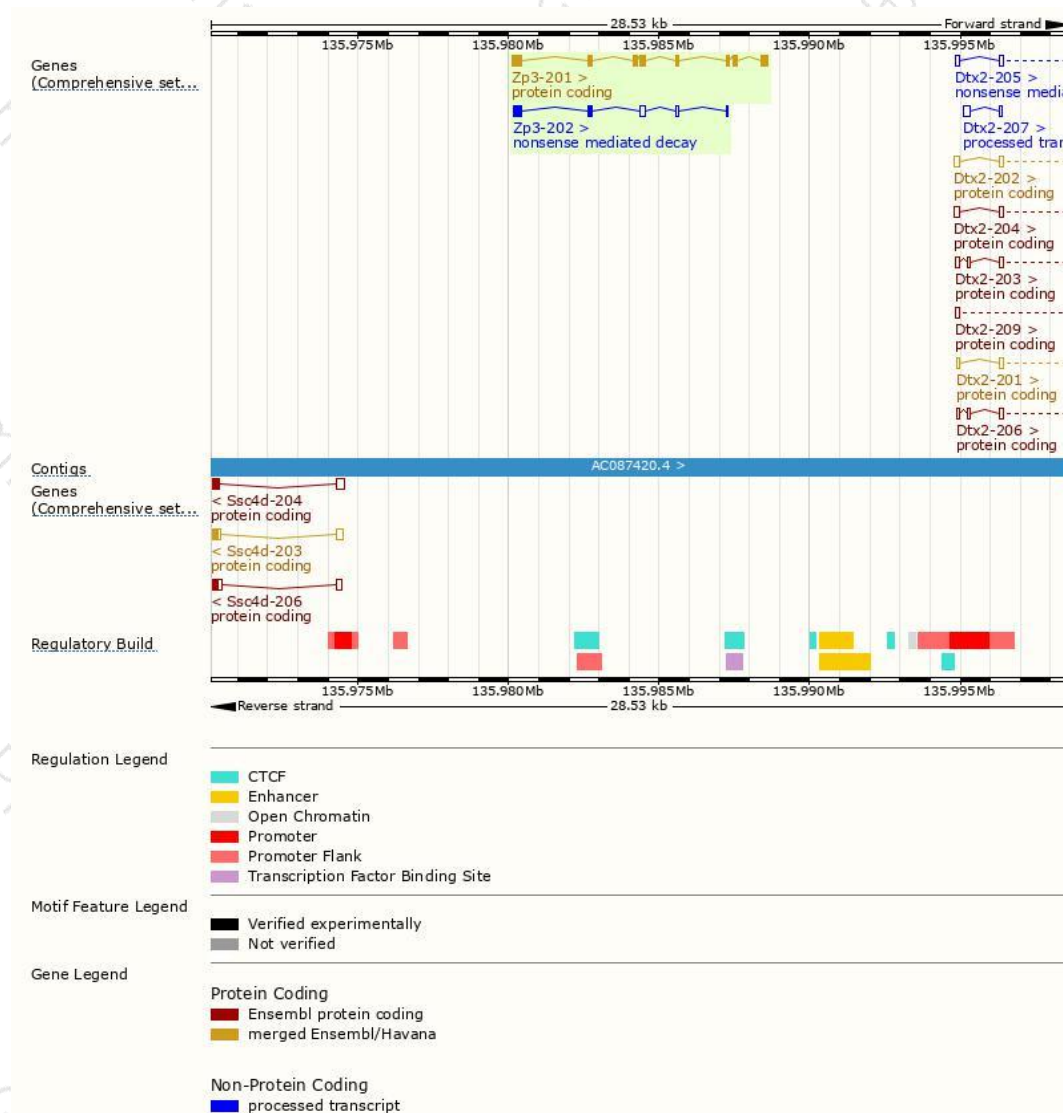 28.53 kb Forward strand
135.975Mb 135.980Mb 135.985Mb 135.990Mb 135.995Mb
Genes
(Comprehensive set...
Zp3-201 >
protein coding
Zp3-202 >
nonsense mediated decay
Dtx2-205 >
nonsense medi
Dtx2-207 >
processed tran
Dtx2-202 >
protein coding
Dtx2-204 >
protein coding
Dtx2-203 >
protein coding
Dtx2-209 >
protein coding
Dtx2-201 >
protein coding
Dtx2-206 >
protein coding
Contigs
AC087420.4 >
Genes
(Comprehensive set...
< Ssc4d-204
protein coding
< Ssc4d-203
protein coding
< Ssc4d-206
protein coding
Regulatory Build
135.975Mb 135.980Mb 135.985Mb 135.990Mb 135.995Mb
Reverse strand 28.53 kb
Regulation Legend
CTCF
Enhancer
Open Chromatin
Promoter
Promoter Flank
Transcription Factor Binding Site
Motif Feature Legend
Verified experimentally
Not verified
Gene Legend
Protein Coding
Ensembl protein coding
merged Ensembl/Havana
Non-Protein Coding
processed transcript